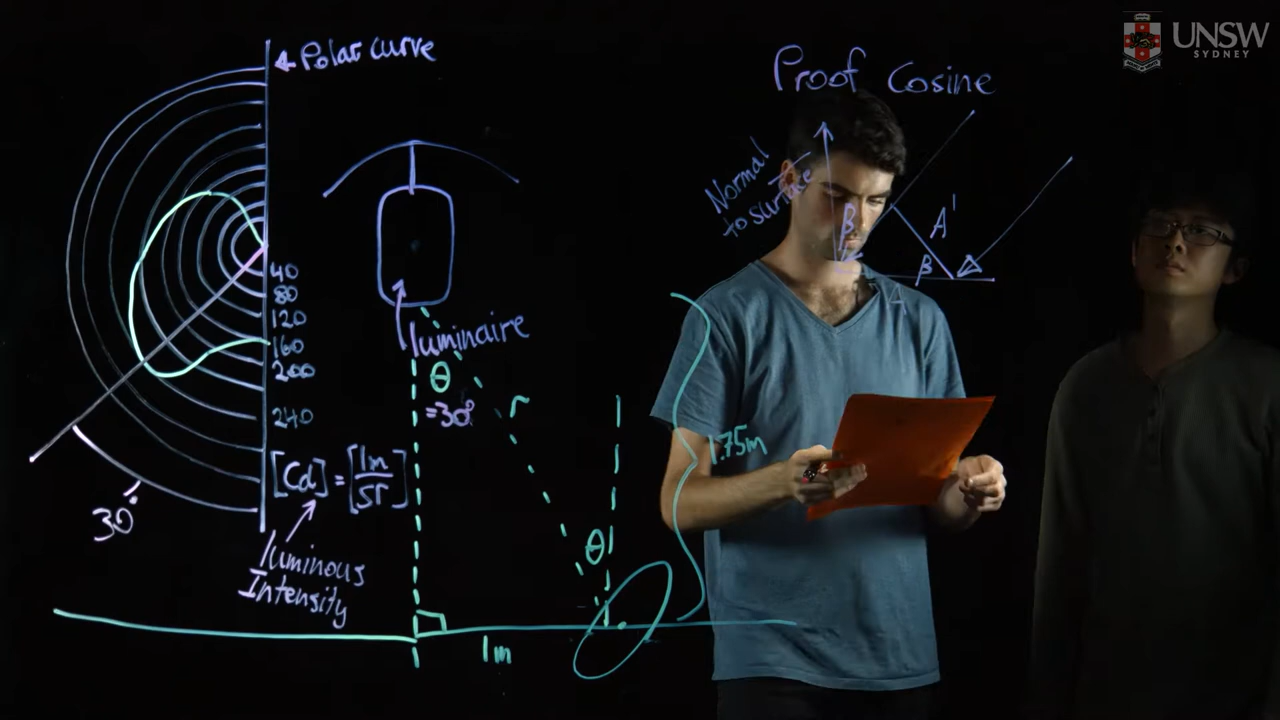 Polar curve
40
80
120
160
200
240
[Cd] = [lm/Sr]
luminous
Intensity
30°
luminaire
θ
=30°
r
θ
1m
1.75m
Proof Cosine
Normal
to surface
β
A'
β
A
UNSW
SYDNEY